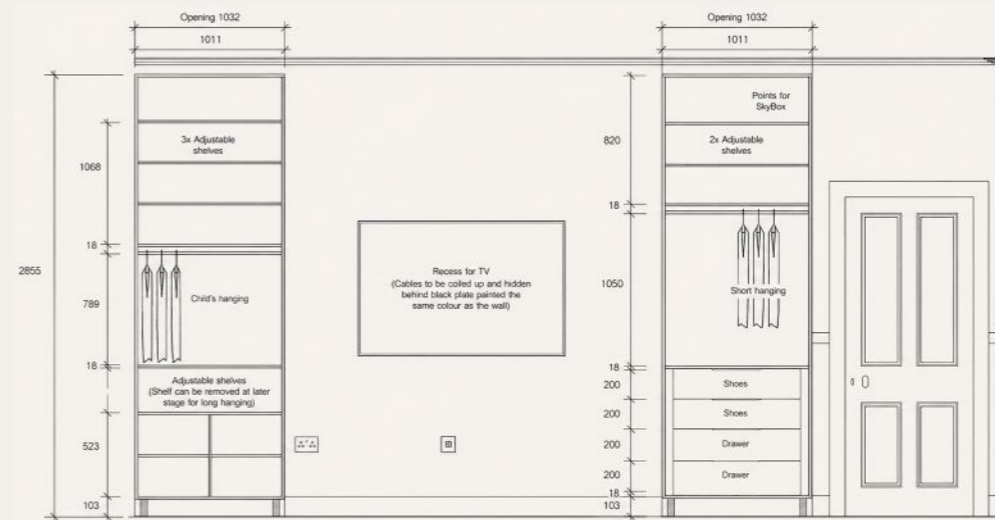 Opening 1032
1011
Opening 1032
1011
2855
1068
18
789
18
523
103
3x Adjustable
shelves
Child's hanging
Adjustable shelves
(Shelf can be removed at later
stage for long hanging)
Recess for TV
(Cables to be coiled up and hidden
behind black plate painted the
same colour as the wall)
820
18
1050
18
200
200
200
200
18
103
Points for
SkyBox
2x Adjustable
shelves
Short hanging
Shoes
Shoes
Drawer
Drawer